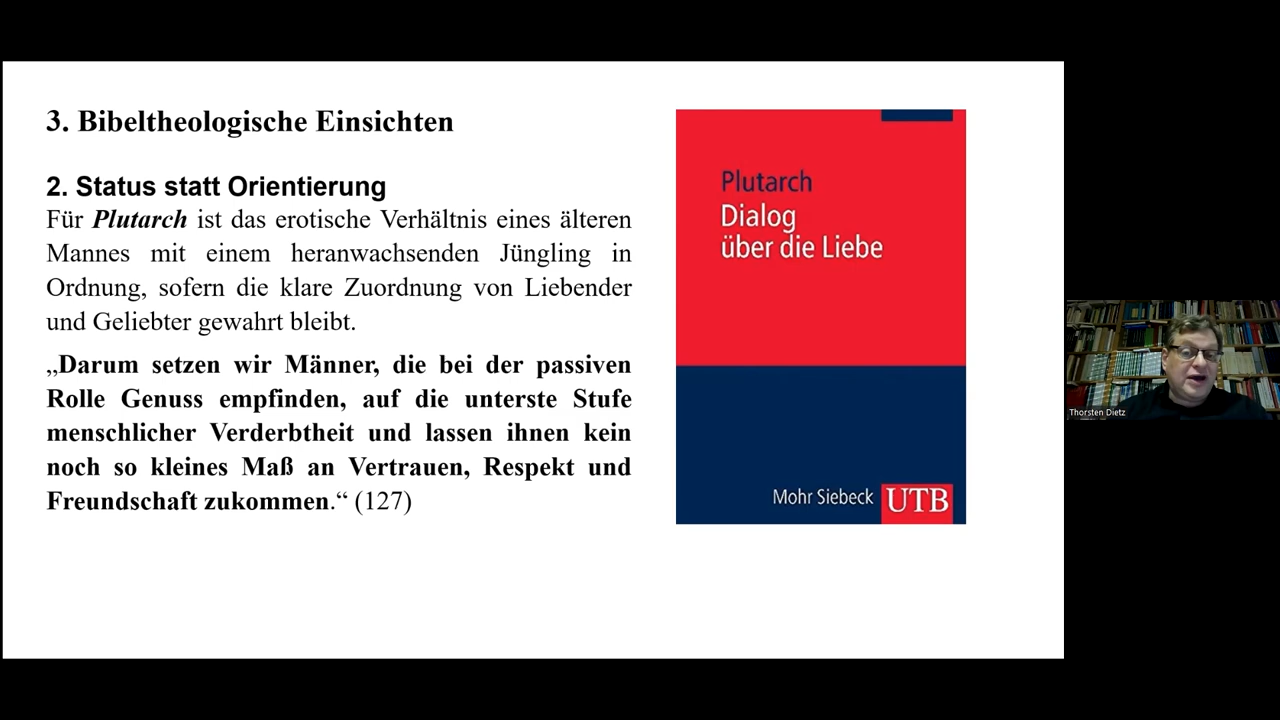 3. Bibeltheologische Einsichten
2. Status statt Orientierung
Für Plutarch ist das erotische Verhältnis eines älteren
Mannes mit einem heranwachsenden Jüngling in
Ordnung, sofern die klare Zuordnung von Liebender
und Geliebter gewahrt bleibt.
„Darum setzen wir Männer, die bei der passiven
Rolle Genuss empfinden, auf die unterste Stufe
menschlicher Verderbtheit und lassen ihnen kein
noch so kleines Maß an Vertrauen, Respekt und
Freundschaft zukommen.“ (127)
Plutarch
Dialog
über die Liebe
Mohr Siebeck
UTB
Thorsten Dietz